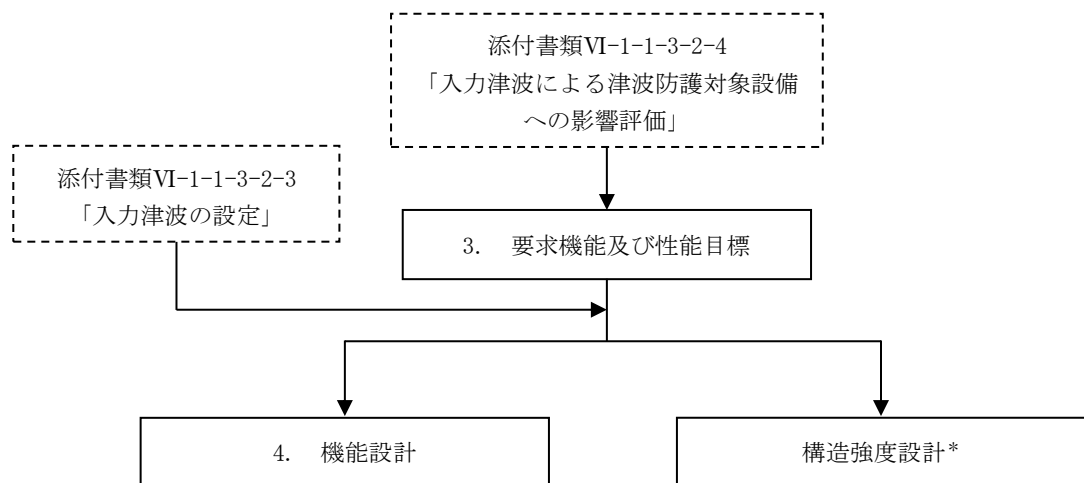 添付書類Ⅵ-1-1-3-2-4
「入力津波による津波防護対象設備
への影響評価」
添付書類Ⅵ-1-1-3-2-3
「入力津波の設定」
3. 要求機能及び性能目標
4. 機能設計
構造強度設計*